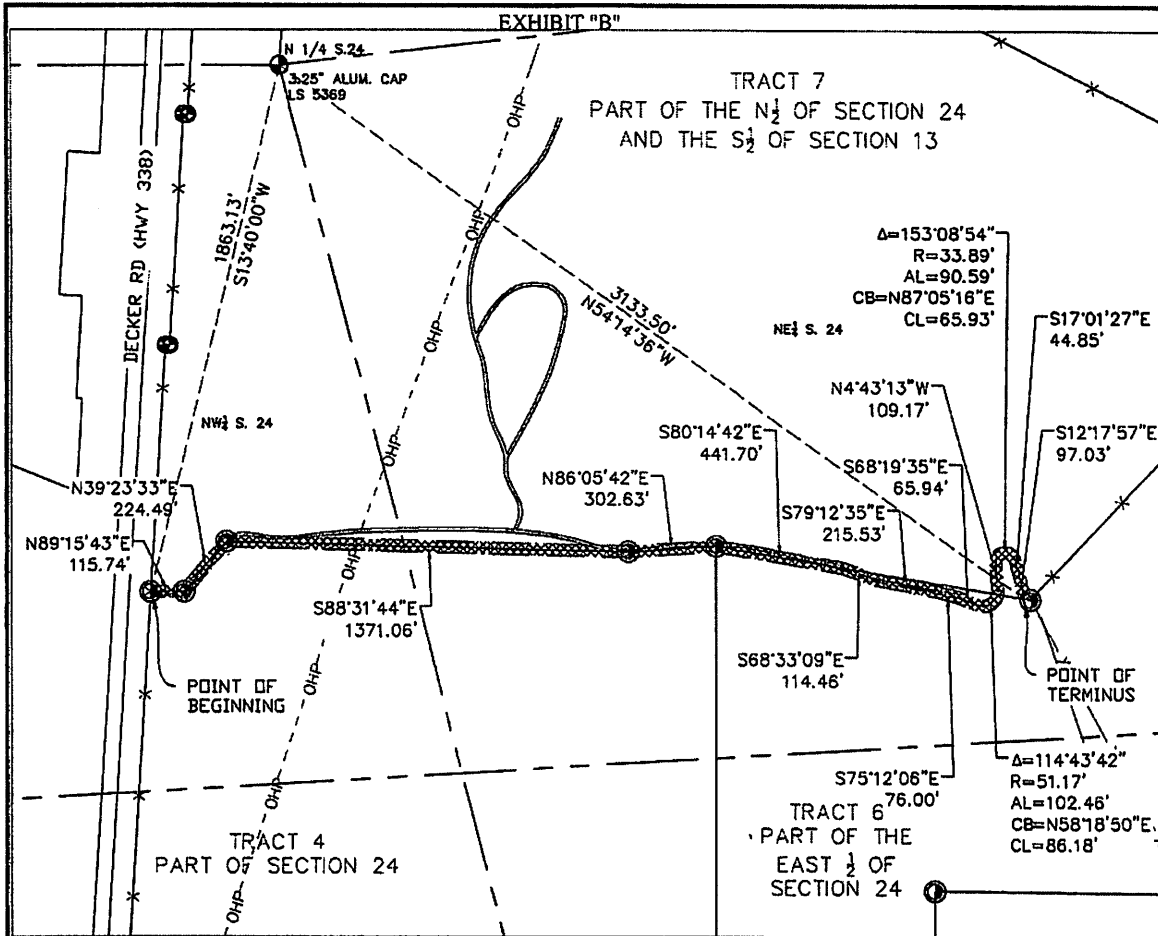 EXHIBIT "B"
N 1/4 S.24
3.25" ALUM. CAP
LS 5369
TRACT 7
PART OF THE N½ OF SECTION 24
AND THE S½ OF SECTION 13
DECKER RD (HWY 338)
1863.13'
S13°40'00"W
OHP
OHP
OHP
OHP
OHP
OHP
OHP
OHP
3133.50'
N54°14'36"W
NE¼ S. 24
NW¼ S. 24
Δ=153°08'54"
R=33.89'
AL=90.59'
CB=N87°05'16"E
CL=65.93'
S17°01'27"E
44.85'
N4°43'13"W
109.17'
S12°17'57"E
97.03'
S80°14'42"E
441.70'
S68°19'35"E
65.94'
N86°05'42"E
302.63'
S79°12'35"E
215.53'
N39°23'33"E
224.49'
N89°15'43"E
115.74'
S88°31'44"E
1371.06'
S68°33'09"E
114.46'
POINT OF
BEGINNING
POINT OF
TERMINUS
S75°12'06"E
76.00'
Δ=114°43'42"
R=51.17'
AL=102.46'
CB=N58°18'50"E
CL=86.18'
TRACT 4
PART OF SECTION 24
TRACT 6
PART OF THE
EAST ½ OF
SECTION 24